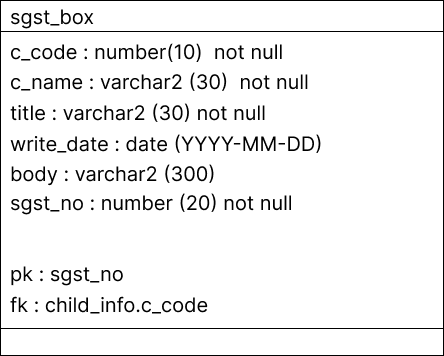 sgst_box
c_code : number(10)  not null
c_name : varchar2 (30)  not null
title : varchar2 (30) not null
write_date : date (YYYY-MM-DD)
body : varchar2 (300)
sgst_no : number (20) not null
pk : sgst_no
fk : child_info.c_code